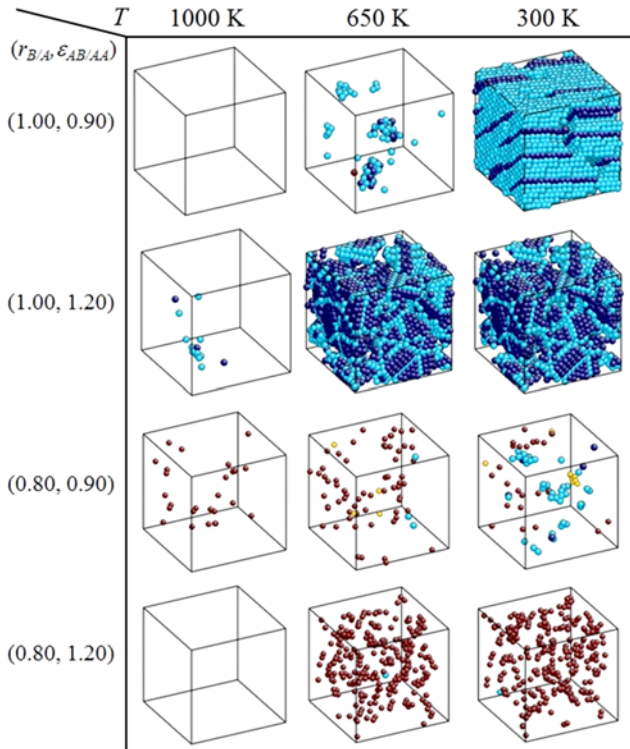 T 1000 K 650 K 300 K
(r_{B/A}, ε_{AB/AA})
(1.00, 0.90)
(1.00, 1.20)
(0.80, 0.90)
(0.80, 1.20)